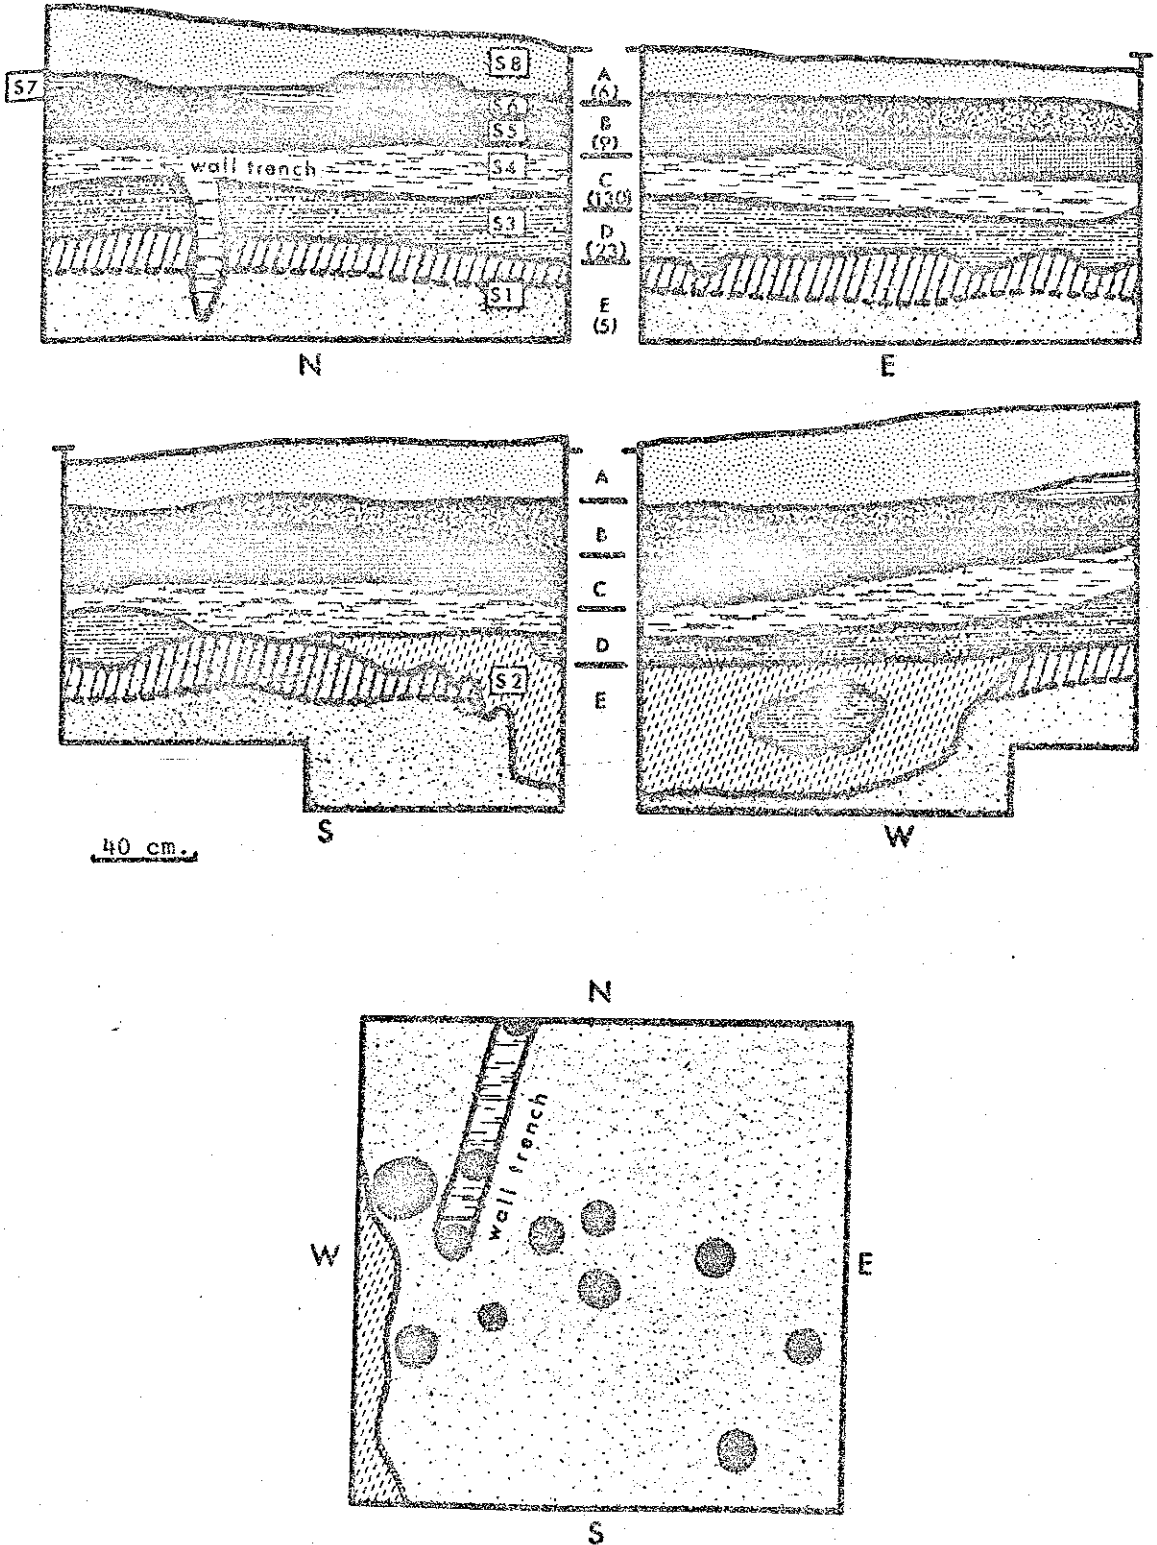 S8
S7
A
(6)
S6
B
(9)
S5
wall trench
S4
C
(130)
S3
D
(23)
S1
E
(5)
N
E
A
B
C
D
S2
E
S
W
40 cm.
N
wall trench
W
E
S